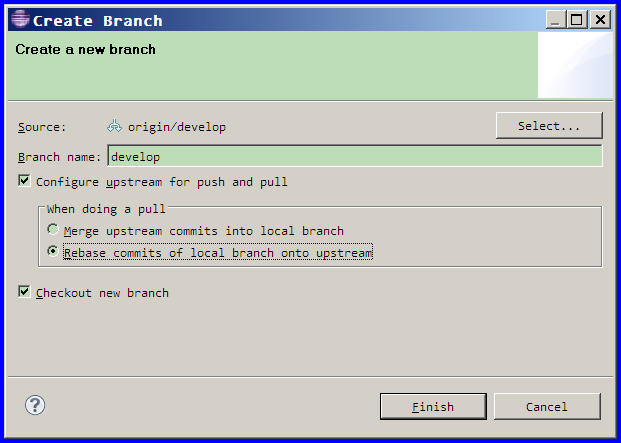 Create Branch
Create a new branch
Source: origin/develop Select...
Branch name: develop
Configure upstream for push and pull
When doing a pull
Merge upstream commits into local branch
Rebase commits of local branch onto upstream
Checkout new branch
? Finish Cancel